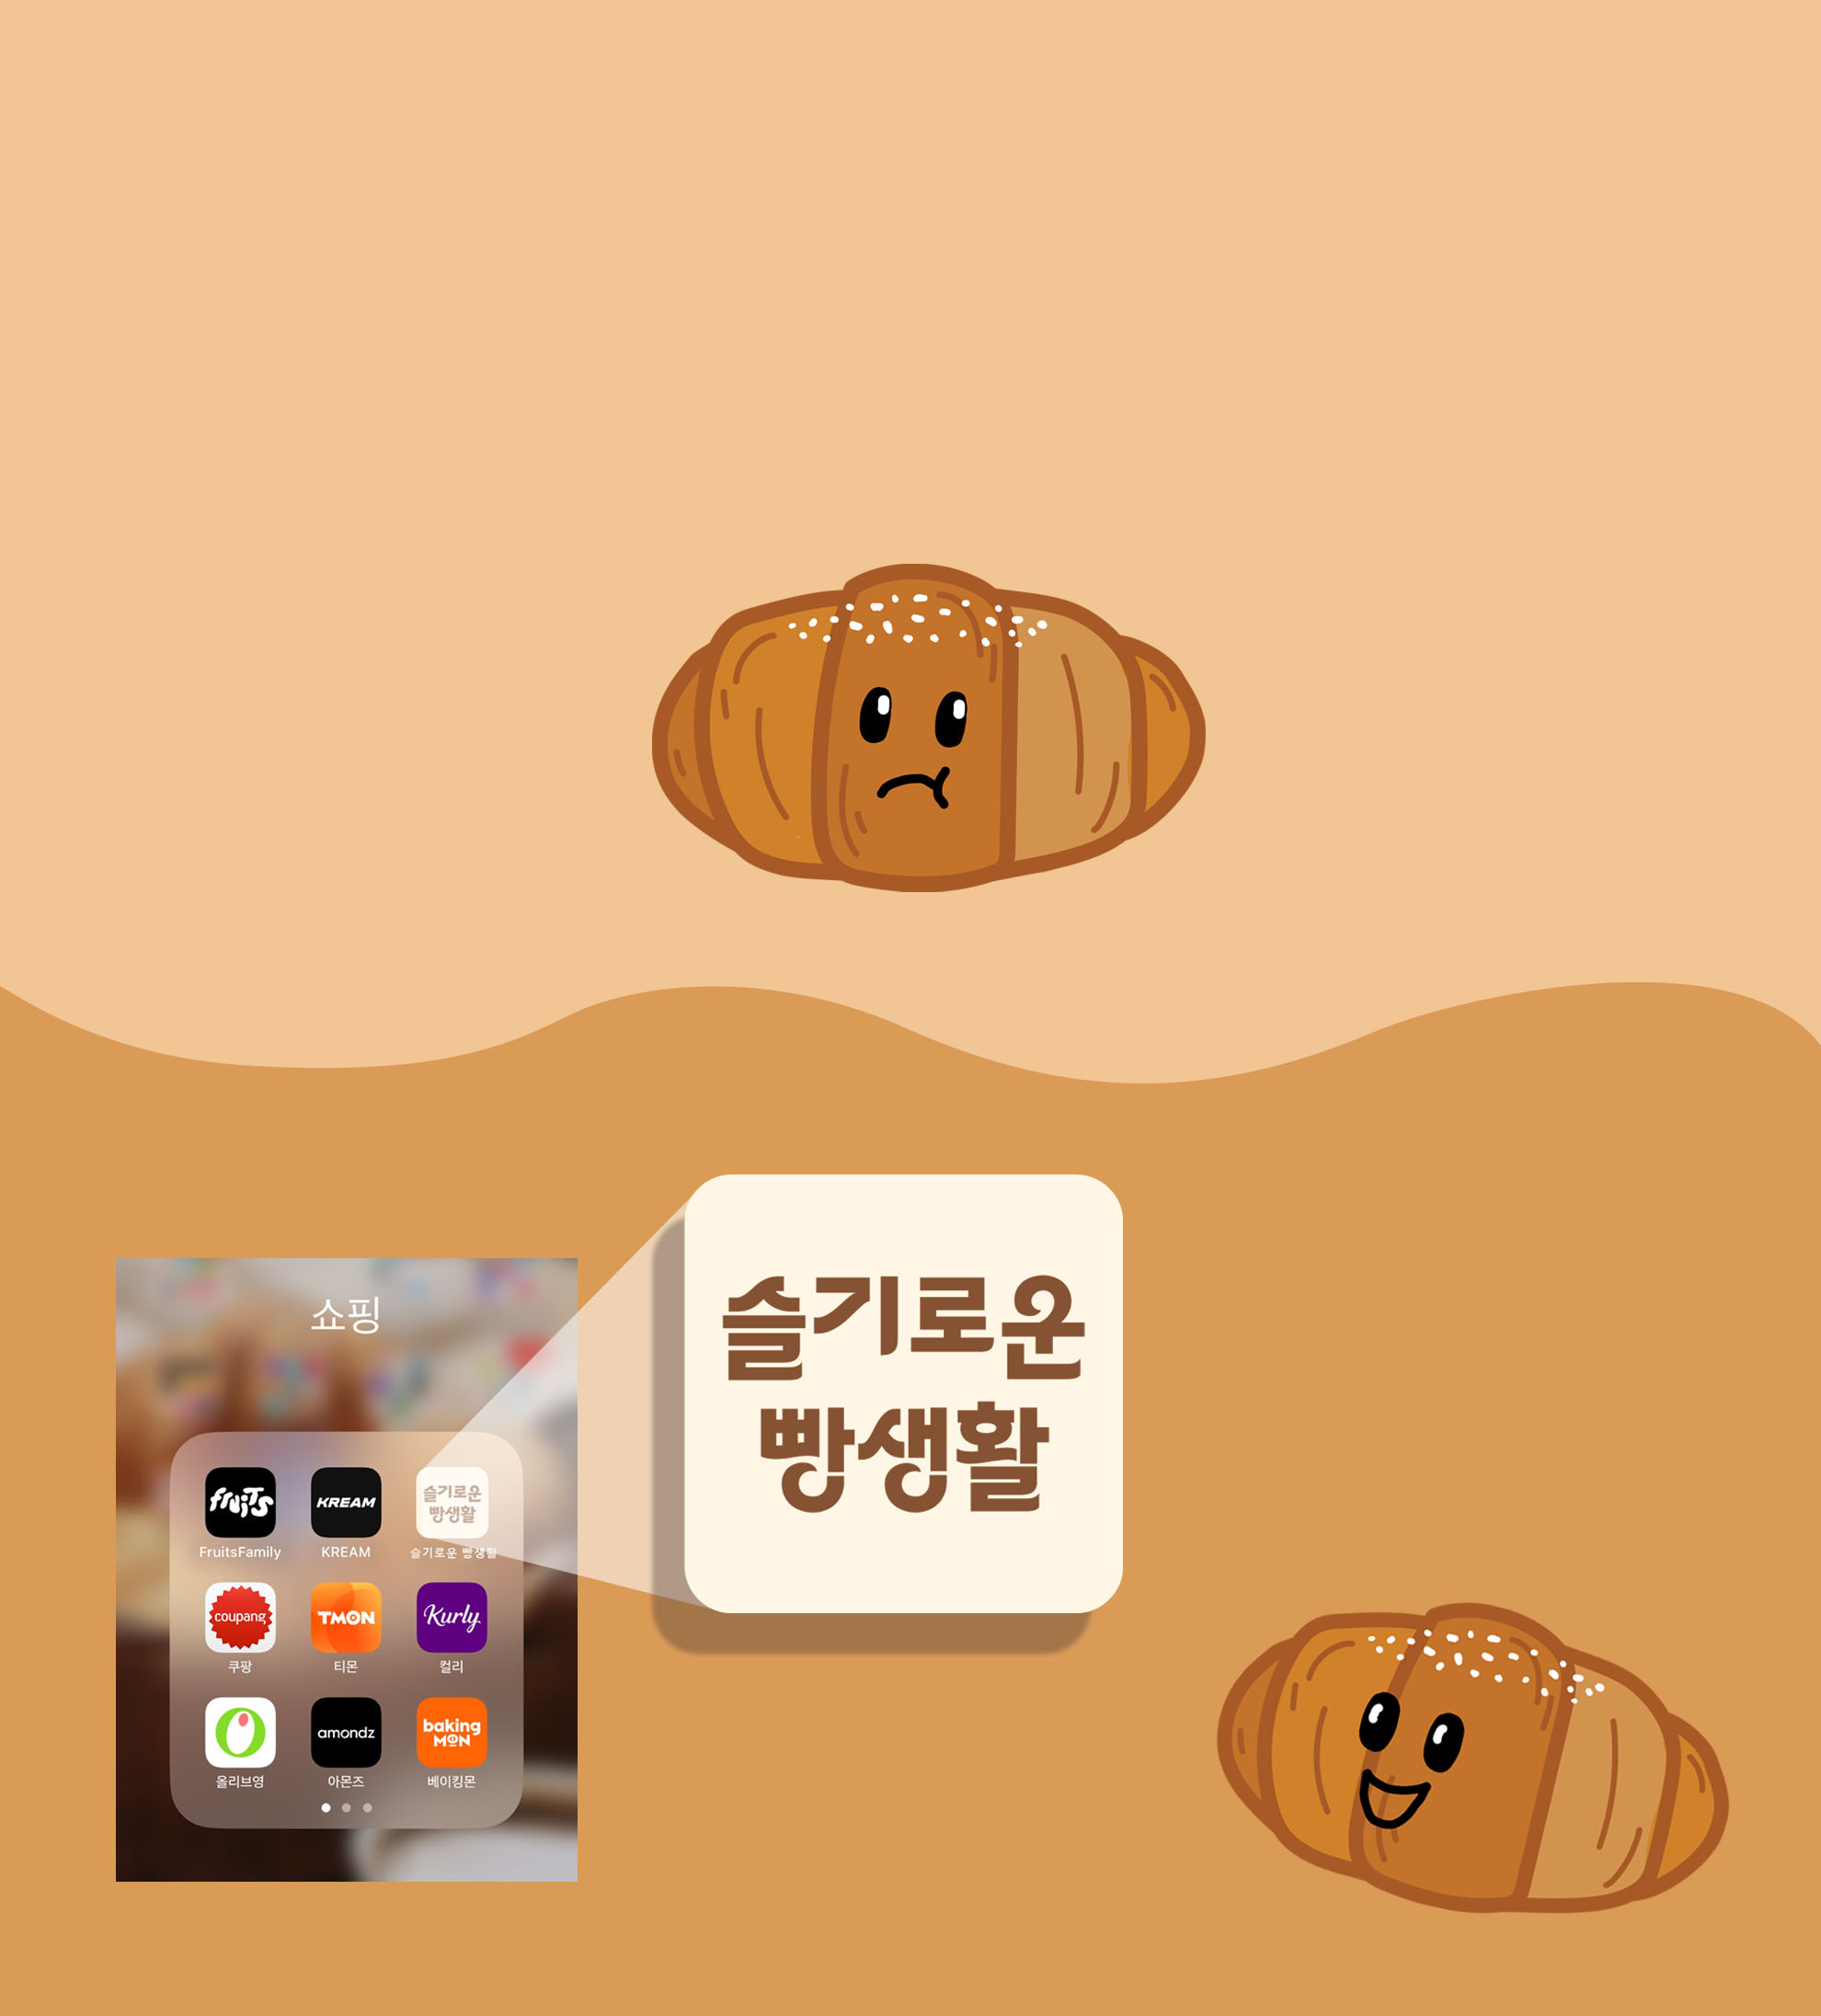 슬기로운
빵생활
쇼핑
fruits
KREAM
슬기로운
빵생활
FruitsFamily
KREAM
슬기로운 빵생활
coupang
TMON
Kurly
쿠팡
티몬
컬리
amondz
baking
MON
올리브영
아몬즈
베이킹몬